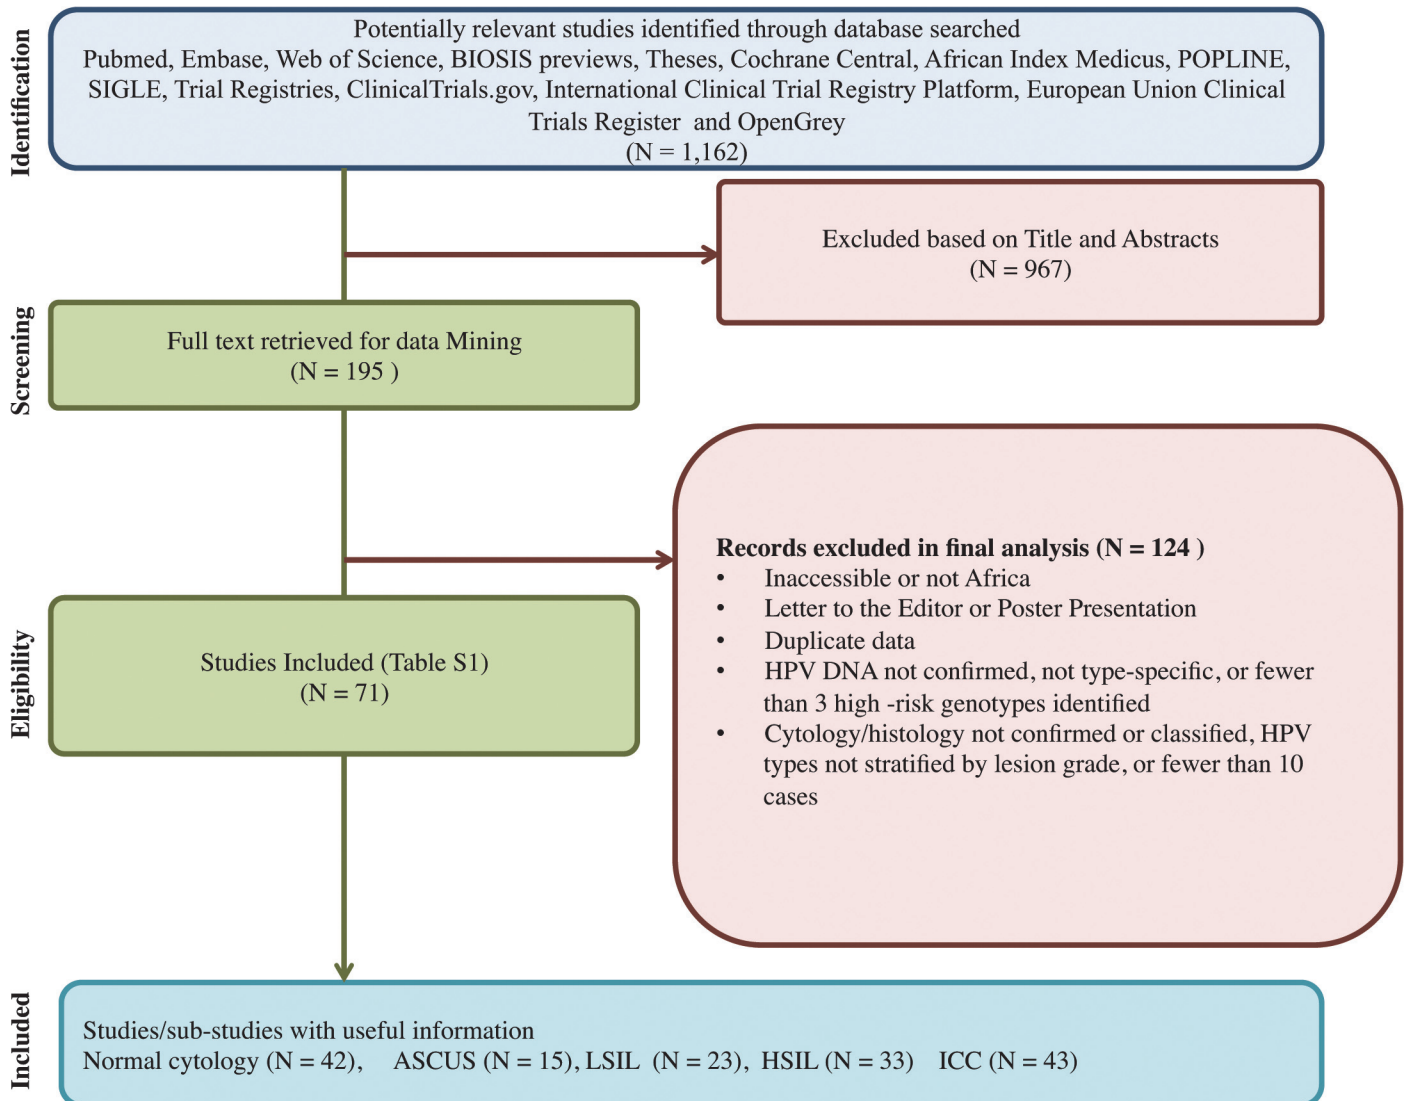 Identification
Potentially relevant studies identified through database searched
Pubmed, Embase, Web of Science, BIOSIS previews, Theses, Cochrane Central, African Index Medicus, POPLINE,
SIGLE, Trial Registries, ClinicalTrials.gov, International Clinical Trial Registry Platform, European Union Clinical
Trials Register and OpenGrey
(N = 1,162)
Excluded based on Title and Abstracts
(N = 967)
Screening
Full text retrieved for data Mining
(N = 195 )
Records excluded in final analysis (N = 124 )
• Inaccessible or not Africa
• Letter to the Editor or Poster Presentation
• Duplicate data
• HPV DNA not confirmed, not type-specific, or fewer
than 3 high -risk genotypes identified
• Cytology/histology not confirmed or classified, HPV
types not stratified by lesion grade, or fewer than 10
cases
Eligibility
Studies Included (Table S1)
(N = 71)
Included
Studies/sub-studies with useful information
Normal cytology (N = 42), ASCUS (N = 15), LSIL (N = 23), HSIL (N = 33) ICC (N = 43)